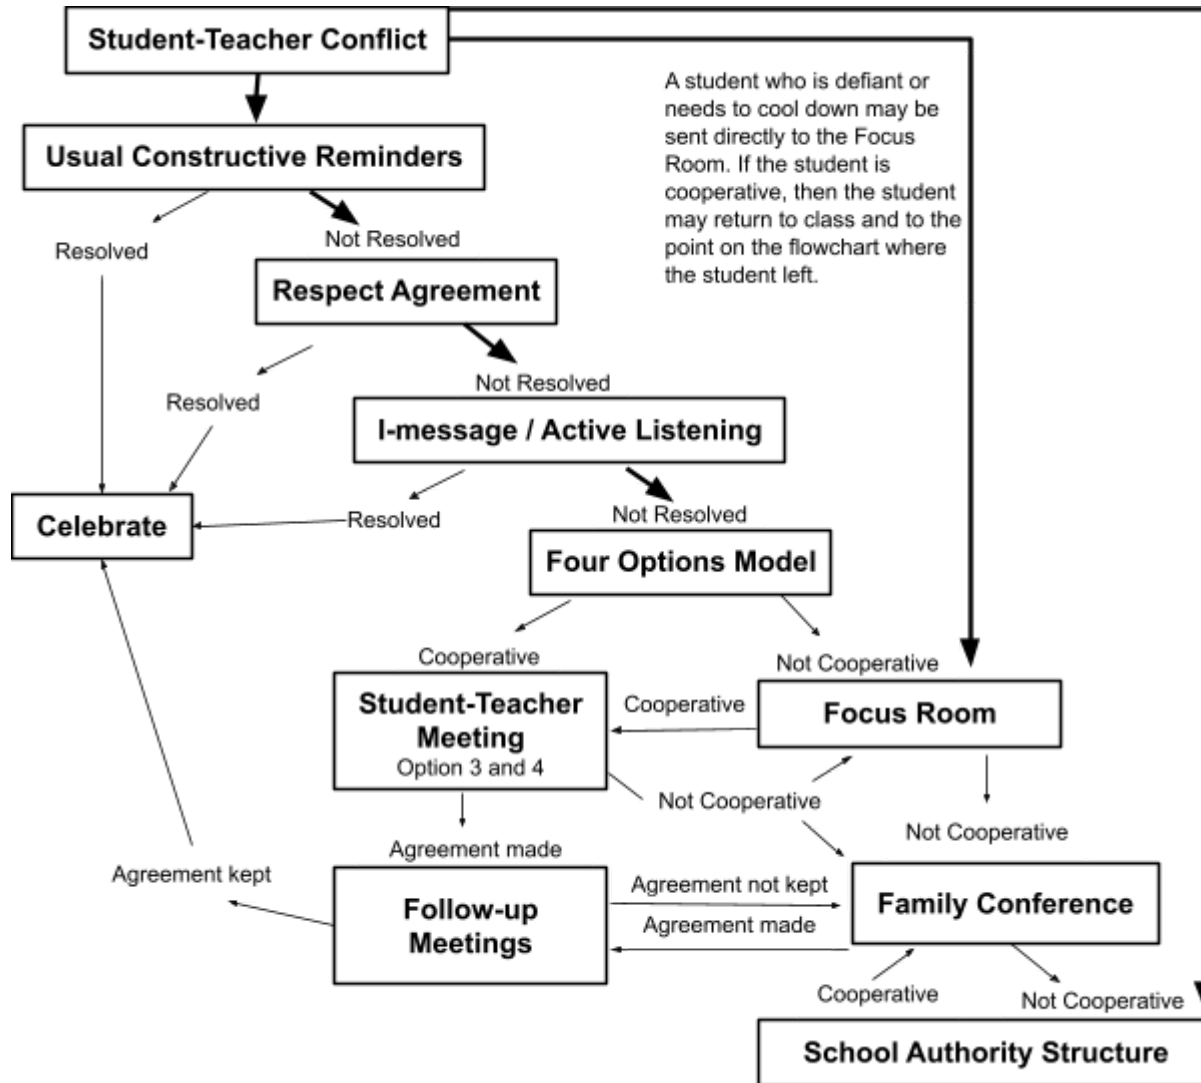 Student-Teacher Conflict
A student who is defiant or
needs to cool down may be
sent directly to the Focus
Room. If the student is
cooperative, then the student
may return to class and to the
point on the flowchart where
the student left.
Usual Constructive Reminders
Resolved
Not Resolved
Respect Agreement
Resolved
Not Resolved
I-message / Active Listening
Resolved
Not Resolved
Celebrate
Four Options Model
Cooperative
Not Cooperative
Student-Teacher
Meeting
Option 3 and 4
Cooperative
Focus Room
Not Cooperative
Not Cooperative
Agreement made
Agreement kept
Follow-up
Meetings
Agreement not kept
Agreement made
Family Conference
Cooperative
Not Cooperative
School Authority Structure